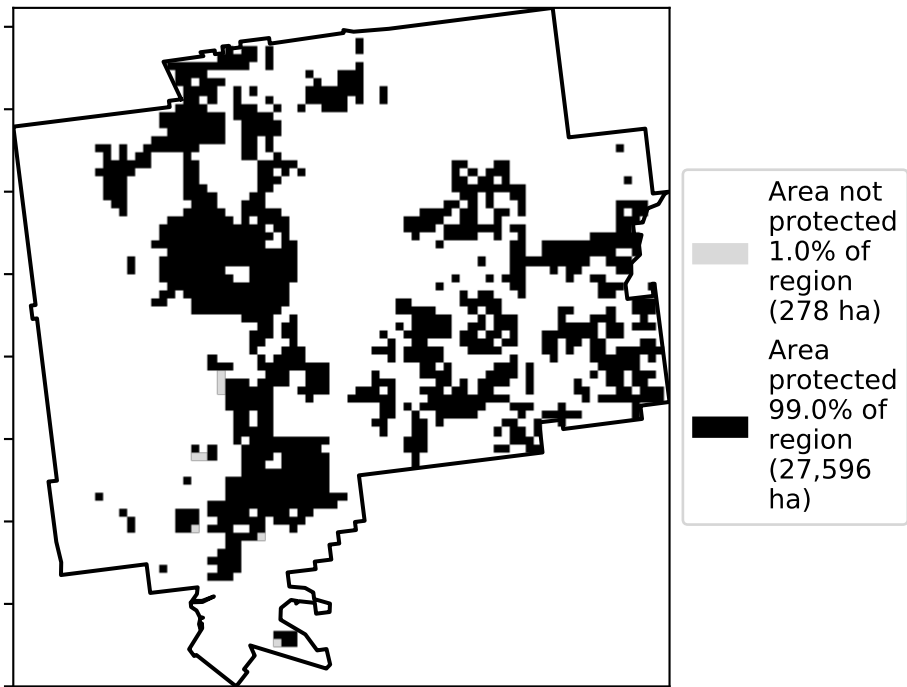 Area not
protected
1.0% of
region
(278 ha)
Area
protected
99.0% of
region
(27,596
ha)